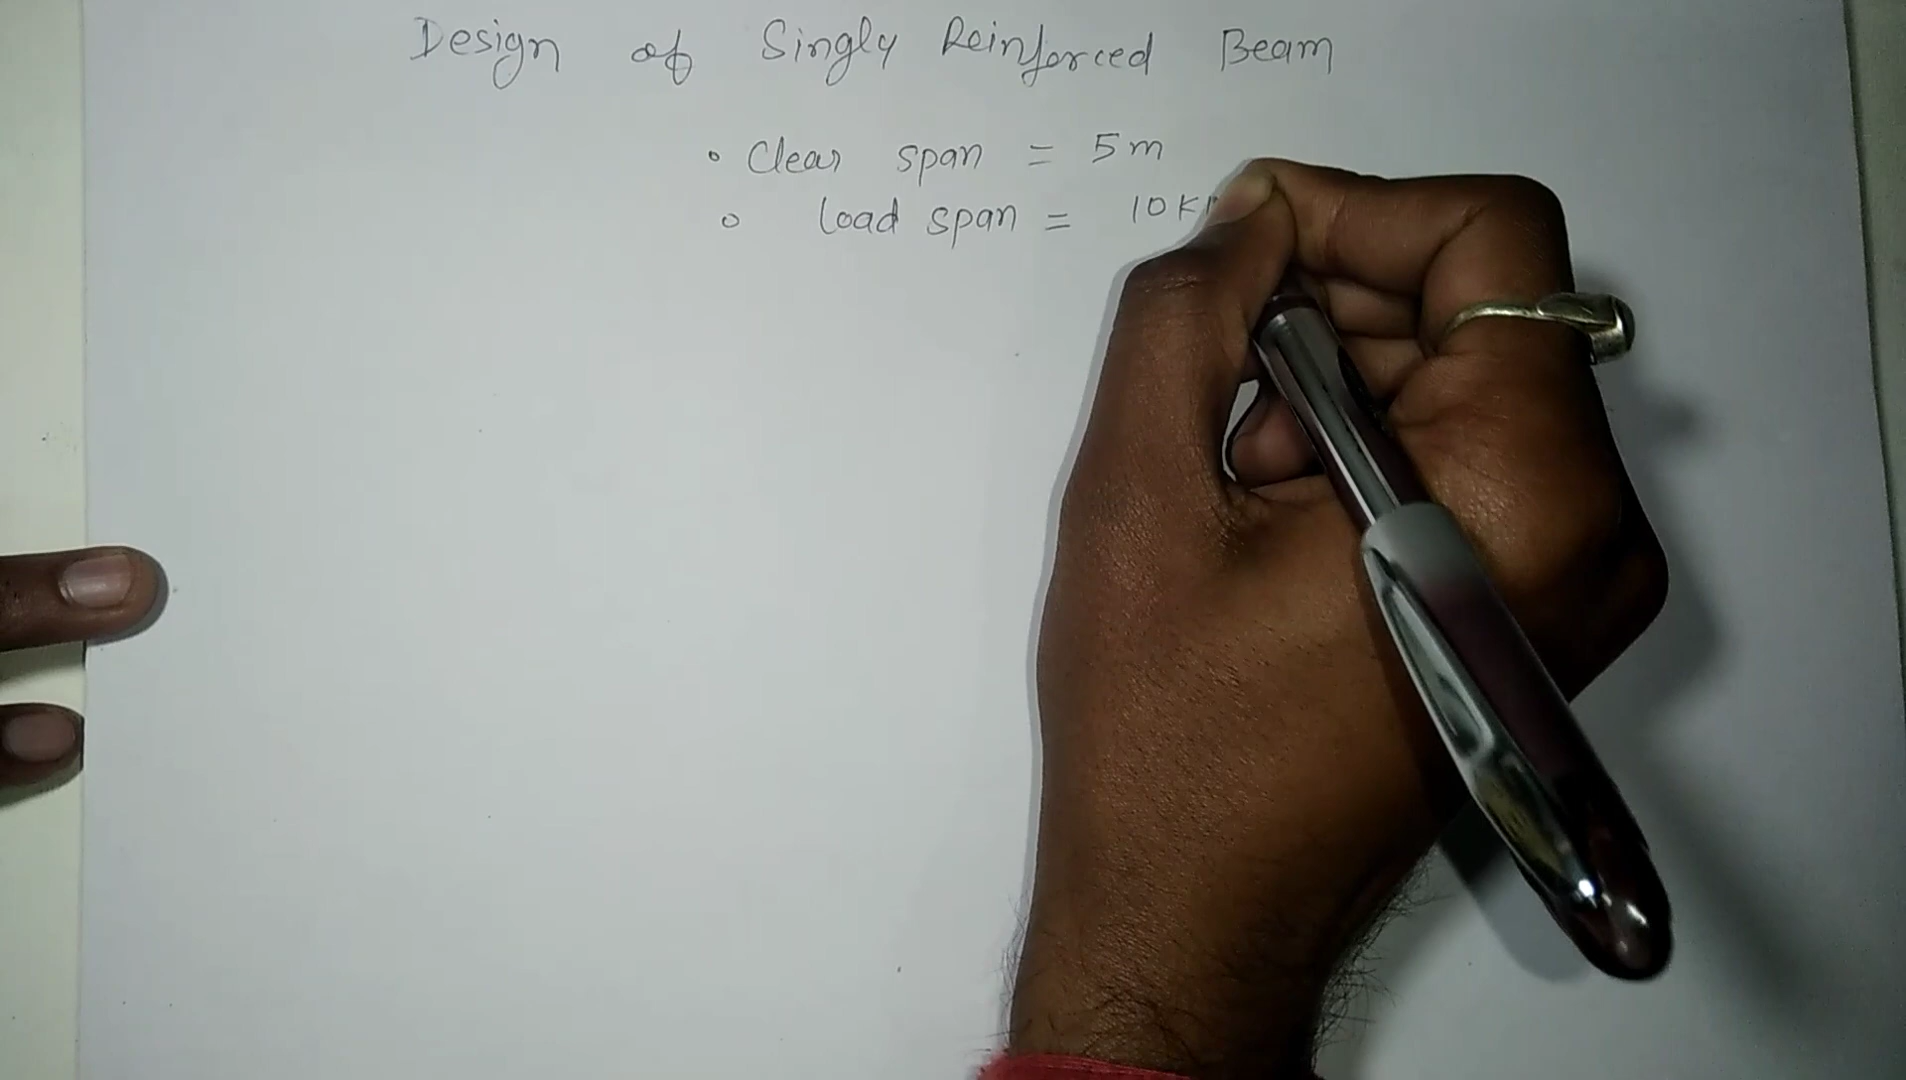 Design of Singly Reinforced Beam
• Clear span = 5m
∘ load span = 10K